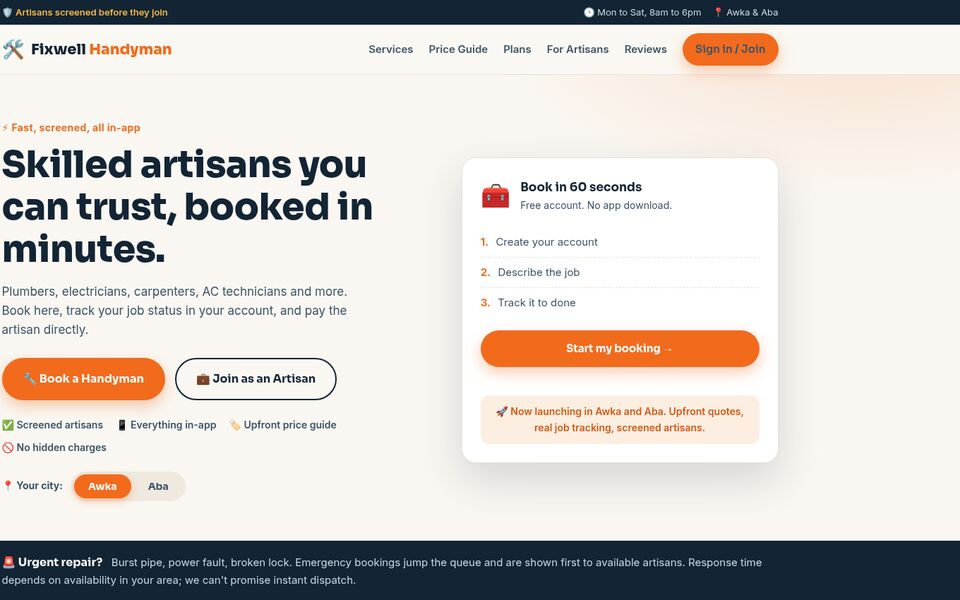 🛡️ Artisans screened before they join
🕒 Mon to Sat, 8am to 6pm 📍 Awka & Aba
🛠️ Fixwell Handyman
Services Price Guide Plans For Artisans Reviews Sign in / Join
⚡ Fast, screened, all in-app
Skilled artisans you
can trust, booked in
minutes.
Plumbers, electricians, carpenters, AC technicians and more.
Book here, track your job status in your account, and pay the
artisan directly.
🔧 Book a Handyman
💼 Join as an Artisan
✅ Screened artisans 📱 Everything in-app 🏷️ Upfront price guide
🚫 No hidden charges
📍 Your city: Awka Aba
🧰 Book in 60 seconds
Free account. No app download.
1. Create your account
2. Describe the job
3. Track it to done
Start my booking →
🚀 Now launching in Awka and Aba. Upfront quotes,
real job tracking, screened artisans.
🚨 Urgent repair? Burst pipe, power fault, broken lock. Emergency bookings jump the queue and are shown first to available artisans. Response time
depends on availability in your area; we can't promise instant dispatch.